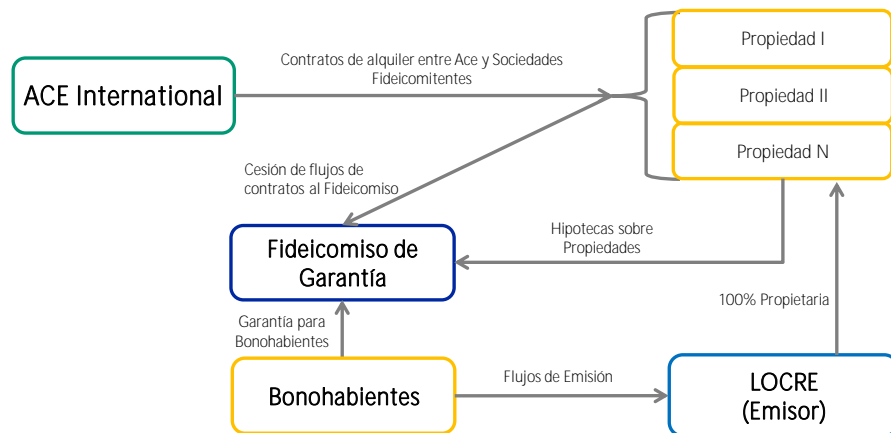 Propiedad I
Contratos de alquiler entre Ace y Sociedades
Fideicomitentes
ACE International
Propiedad II
Propiedad N
Cesión de flujos de
contratos al Fideicomiso
Hipotecas sobre
Propiedades
Fideicomiso de
Garantía
100% Propietaria
Garantía para
Bonohabientes
Flujos de Emisión
Bonohabientes
LOCRE
(Emisor)